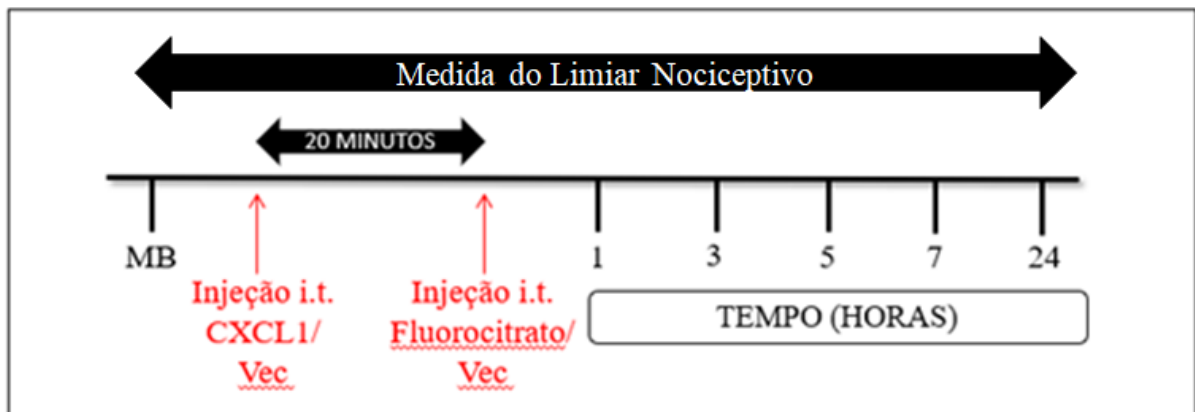 Medida do Limiar Nociceptivo
20 MINUTOS
MB
1
3
5
7
24
Injeção i.t.
CXCL1/
Vec
Injeção i.t.
Fluorocitrato/
Vec
TEMPO (HORAS)